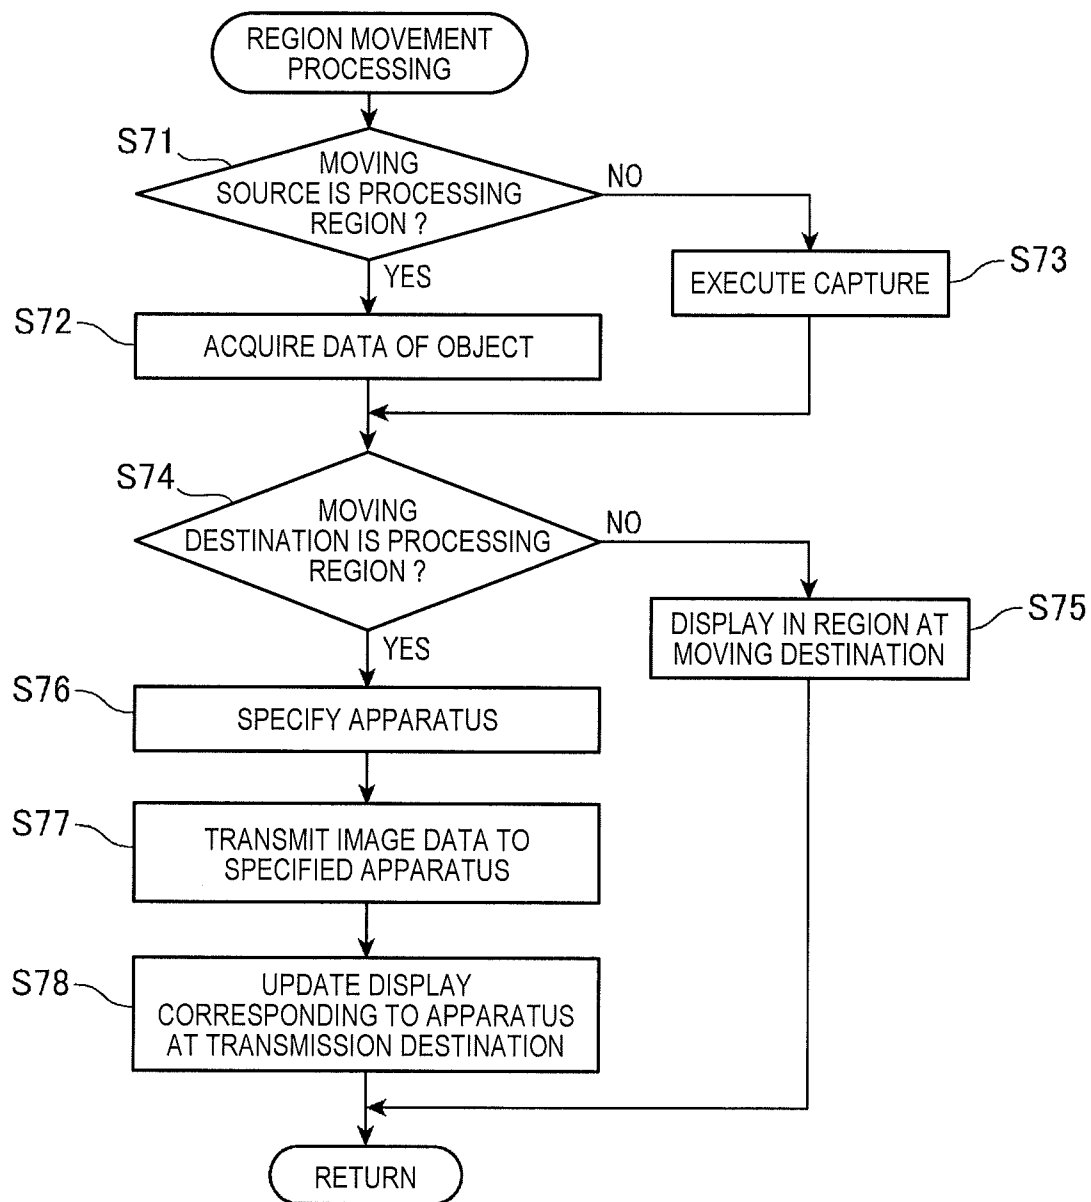 REGION MOVEMENT
PROCESSING
S71
MOVING
SOURCE IS PROCESSING
REGION ?
NO
YES
S73
EXECUTE CAPTURE
S72
ACQUIRE DATA OF OBJECT
S74
MOVING
DESTINATION IS PROCESSING
REGION ?
NO
YES
S75
DISPLAY IN REGION AT
MOVING DESTINATION
S76
SPECIFY APPARATUS
S77
TRANSMIT IMAGE DATA TO
SPECIFIED APPARATUS
S78
UPDATE DISPLAY
CORRESPONDING TO APPARATUS
AT TRANSMISSION DESTINATION
RETURN